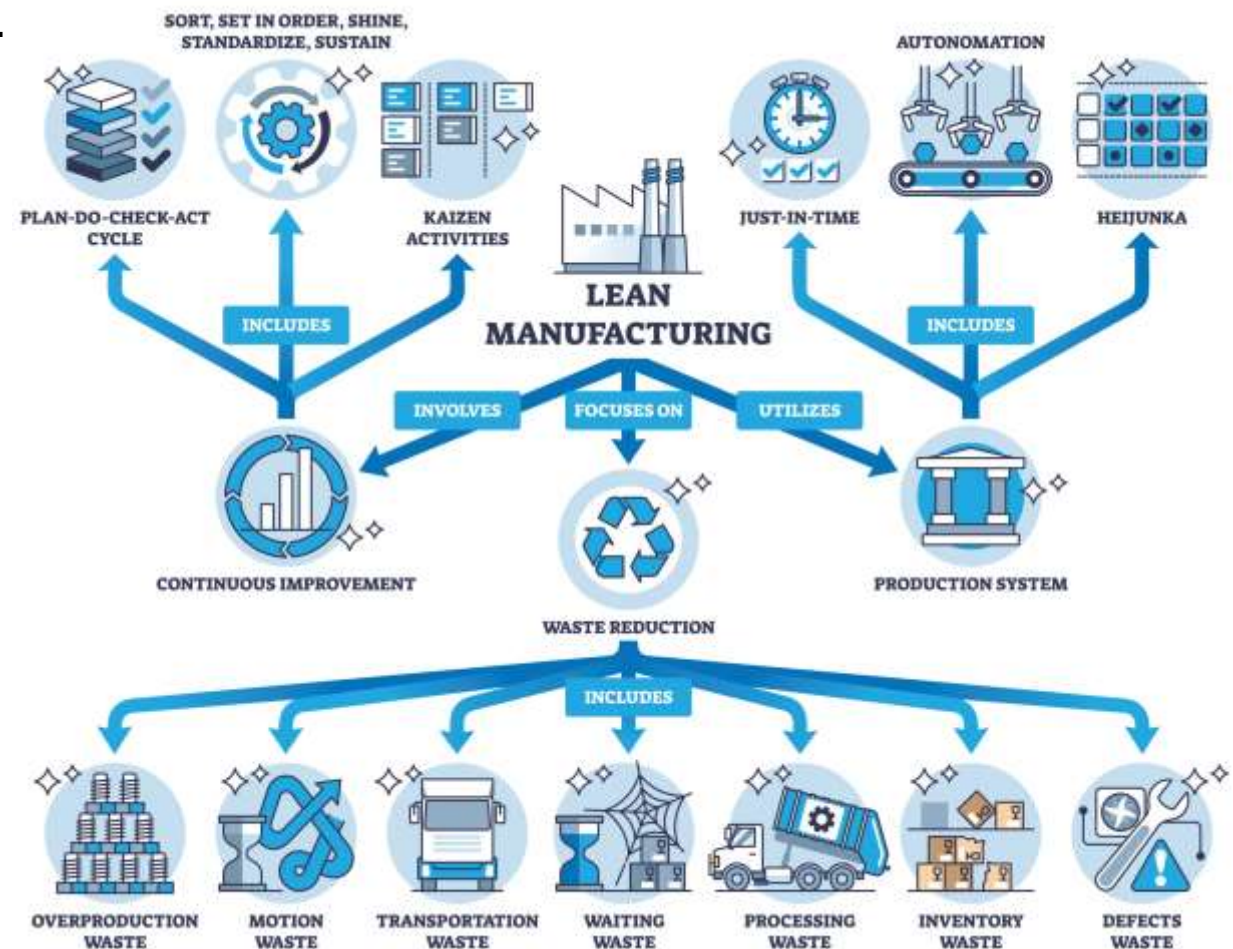 SORT, SET IN ORDER, SHINE,
STANDARDIZE, SUSTAIN
AUTONOMATION
PLAN-DO-CHECK-ACT
CYCLE
KAIZEN
ACTIVITIES
JUST-IN-TIME
HEIJUNKA
LEAN
MANUFACTURING
INCLUDES
INCLUDES
INVOLVES
FOCUSES ON
UTILIZES
CONTINUOUS IMPROVEMENT
PRODUCTION SYSTEM
WASTE REDUCTION
INCLUDES
OVERPRODUCTION
WASTE
MOTION
WASTE
TRANSPORTATION
WASTE
WAITING
WASTE
PROCESSING
WASTE
INVENTORY
WASTE
DEFECTS
WASTE